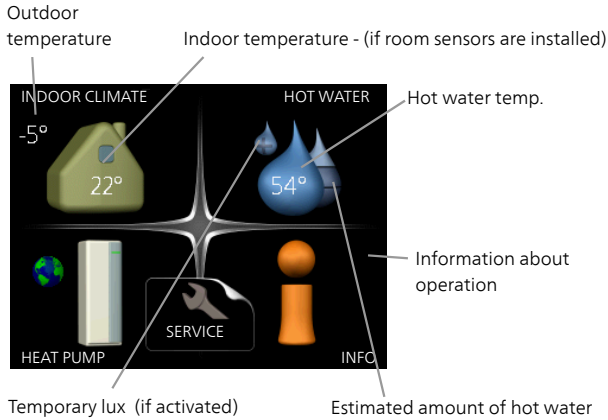 Outdoor
temperature
Indoor temperature - (if room sensors are installed)
INDOOR CLIMATE
HOT WATER
Hot water temp.
-5°
22°
54°
Information about
operation
SERVICE
HEAT PUMP
INFO
Temporary lux (if activated)
Estimated amount of hot water